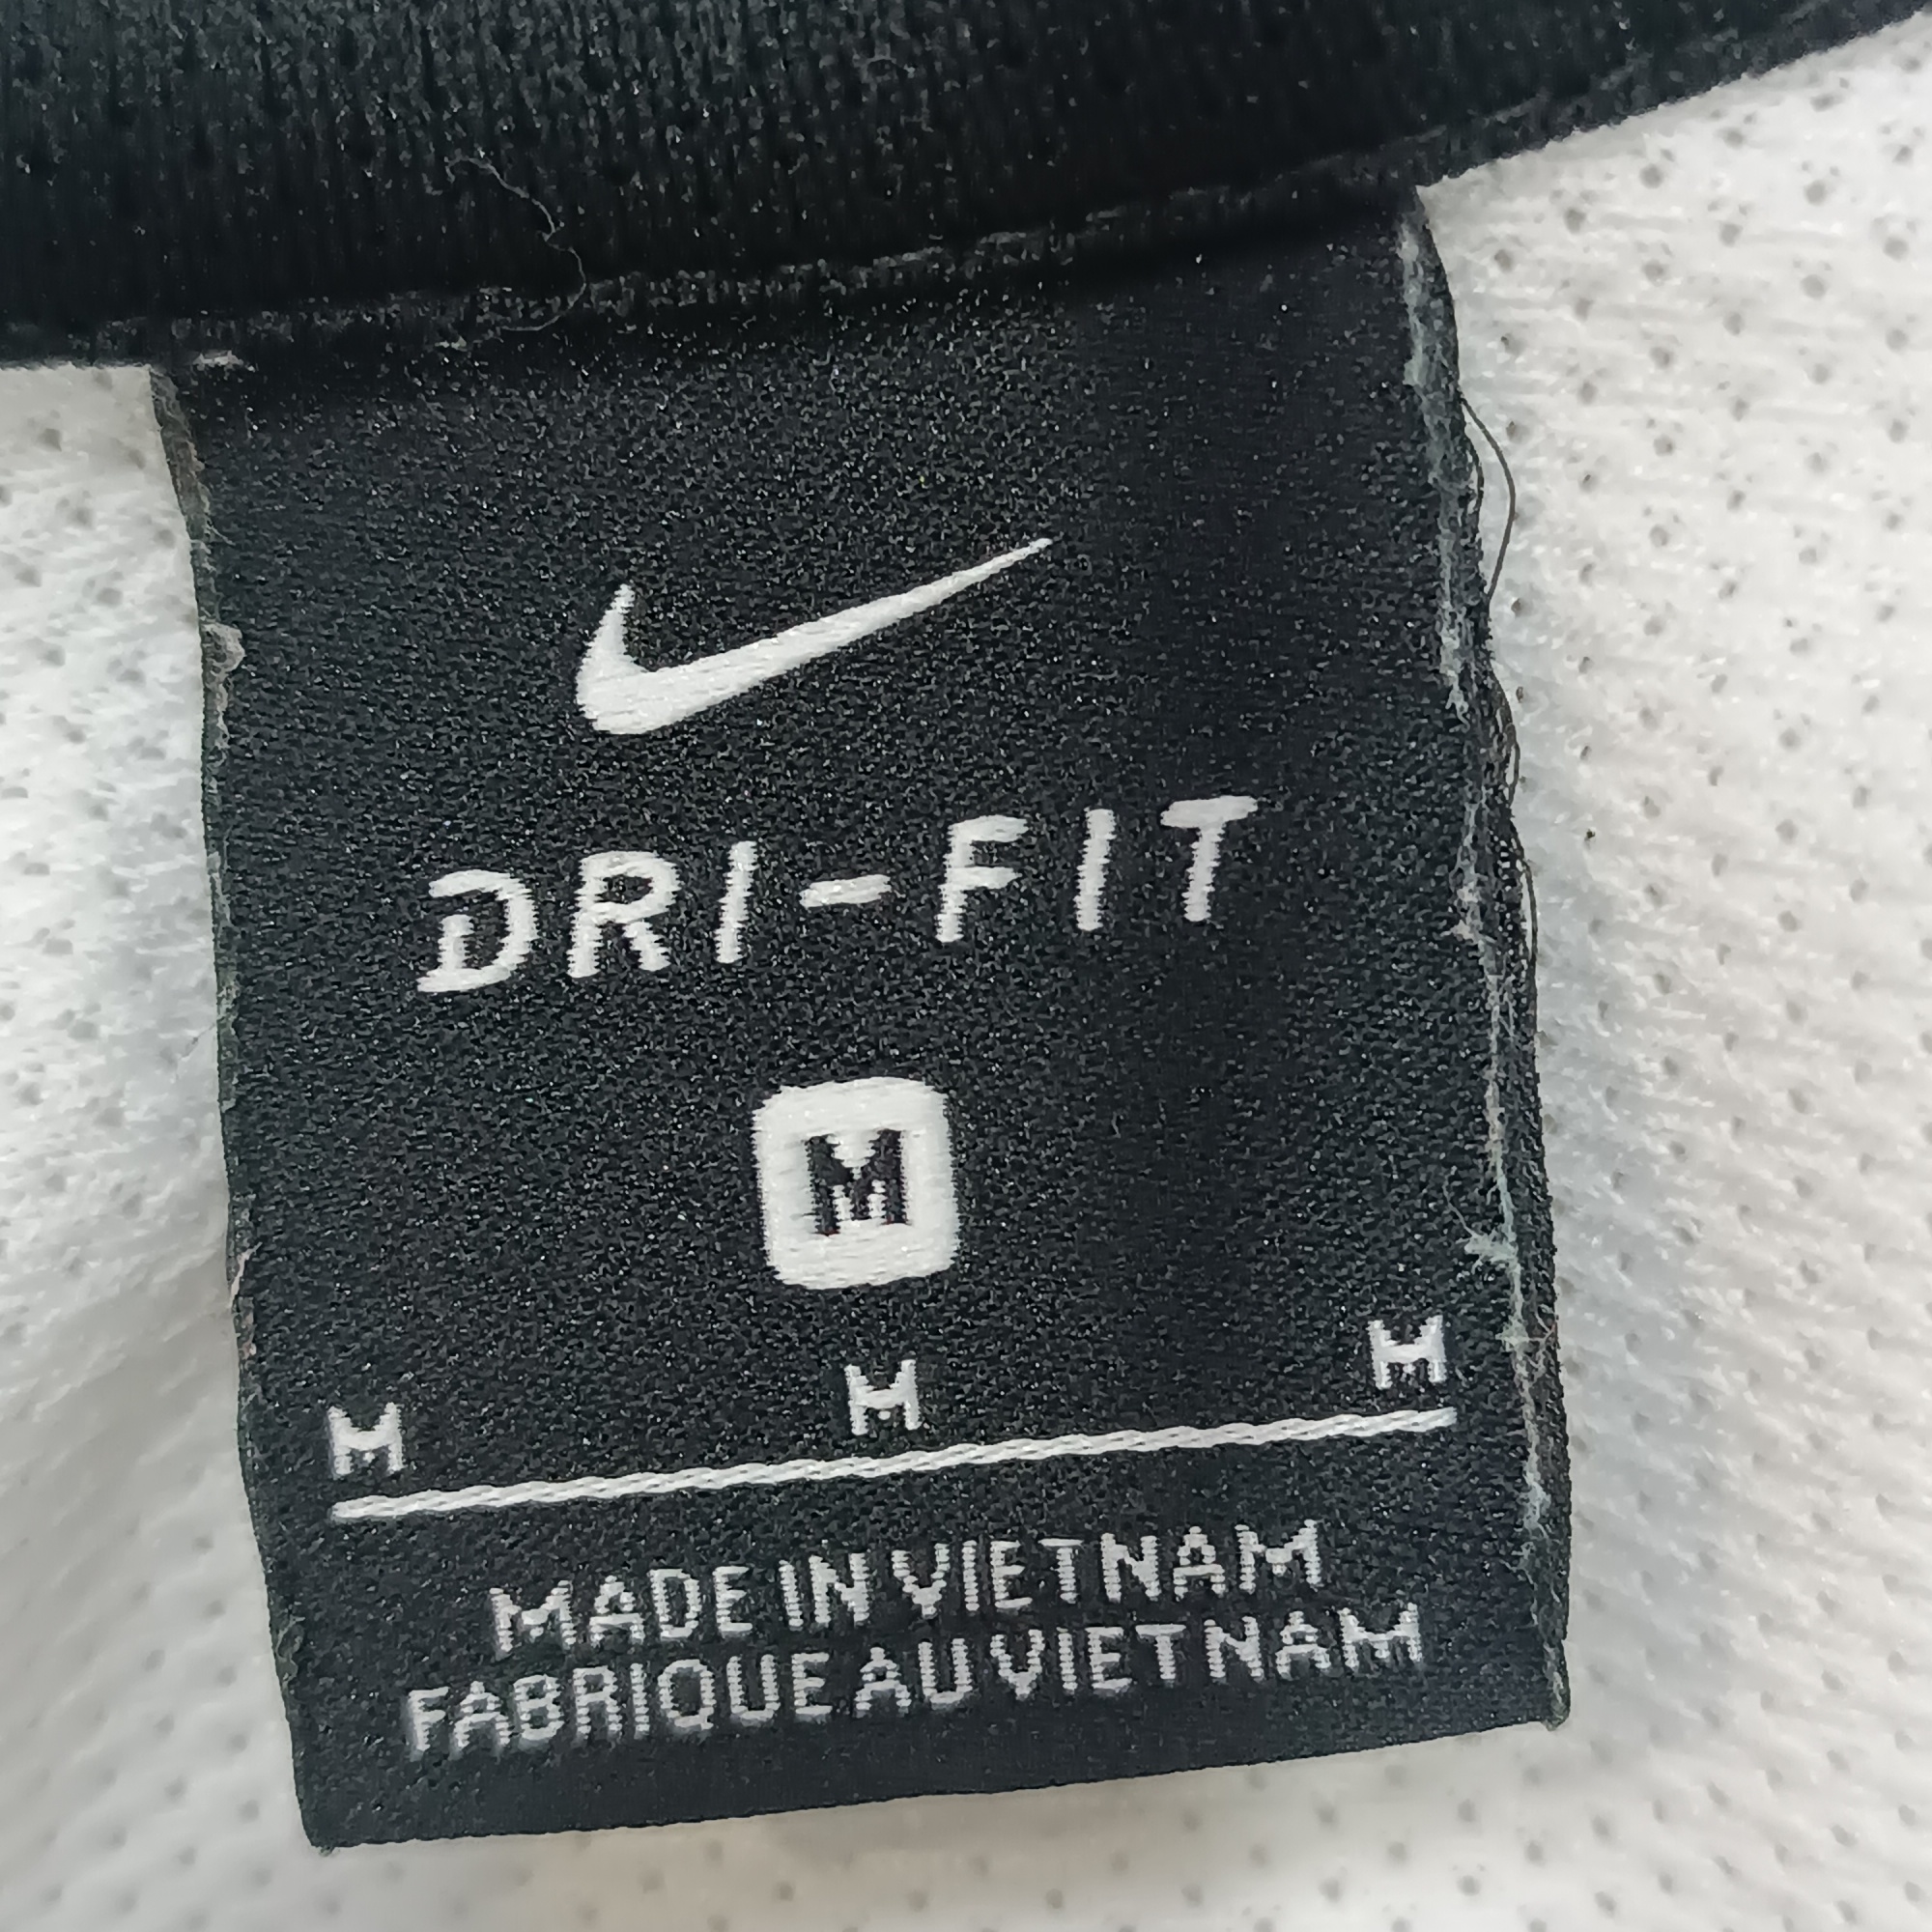 DRI-FIT
M
M M M
MADE IN VIETNAM
FABRIQUE AU VIETNAM